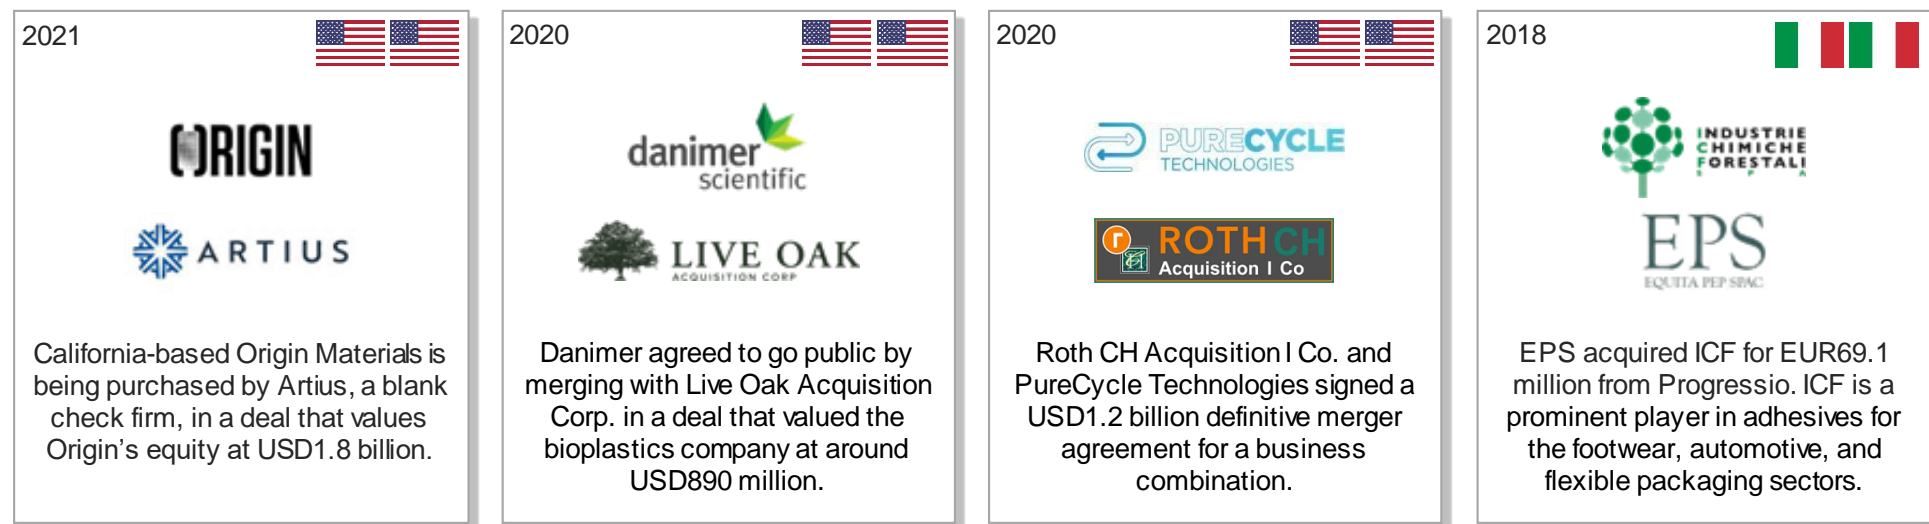 2021
ORIGIN
ARTIUS
California-based Origin Materials is
being purchased by Artius, a blank
check firm, in a deal that values
Origin's equity at USD1.8 billion.
2020
danimer
scientific
LIVE OAK
ACQUISITION CORP
Danimer agreed to go public by
merging with Live Oak Acquisition
Corp. in a deal that valued the
bioplastics company at around
USD890 million.
2020
PURECYCLE
TECHNOLOGIES
r ROTH CH
Acquisition I Co
Roth CH Acquisition I Co. and
PureCycle Technologies signed a
USD1.2 billion definitive merger
agreement for a business
combination.
2018
INDUSTRIE
CHIMICHE
FORESTALI
S P A
EPS
EQUITA PEP SPAC
EPS acquired ICF for EUR69.1
million from Progressio. ICF is a
prominent player in adhesives for
the footwear, automotive, and
flexible packaging sectors.